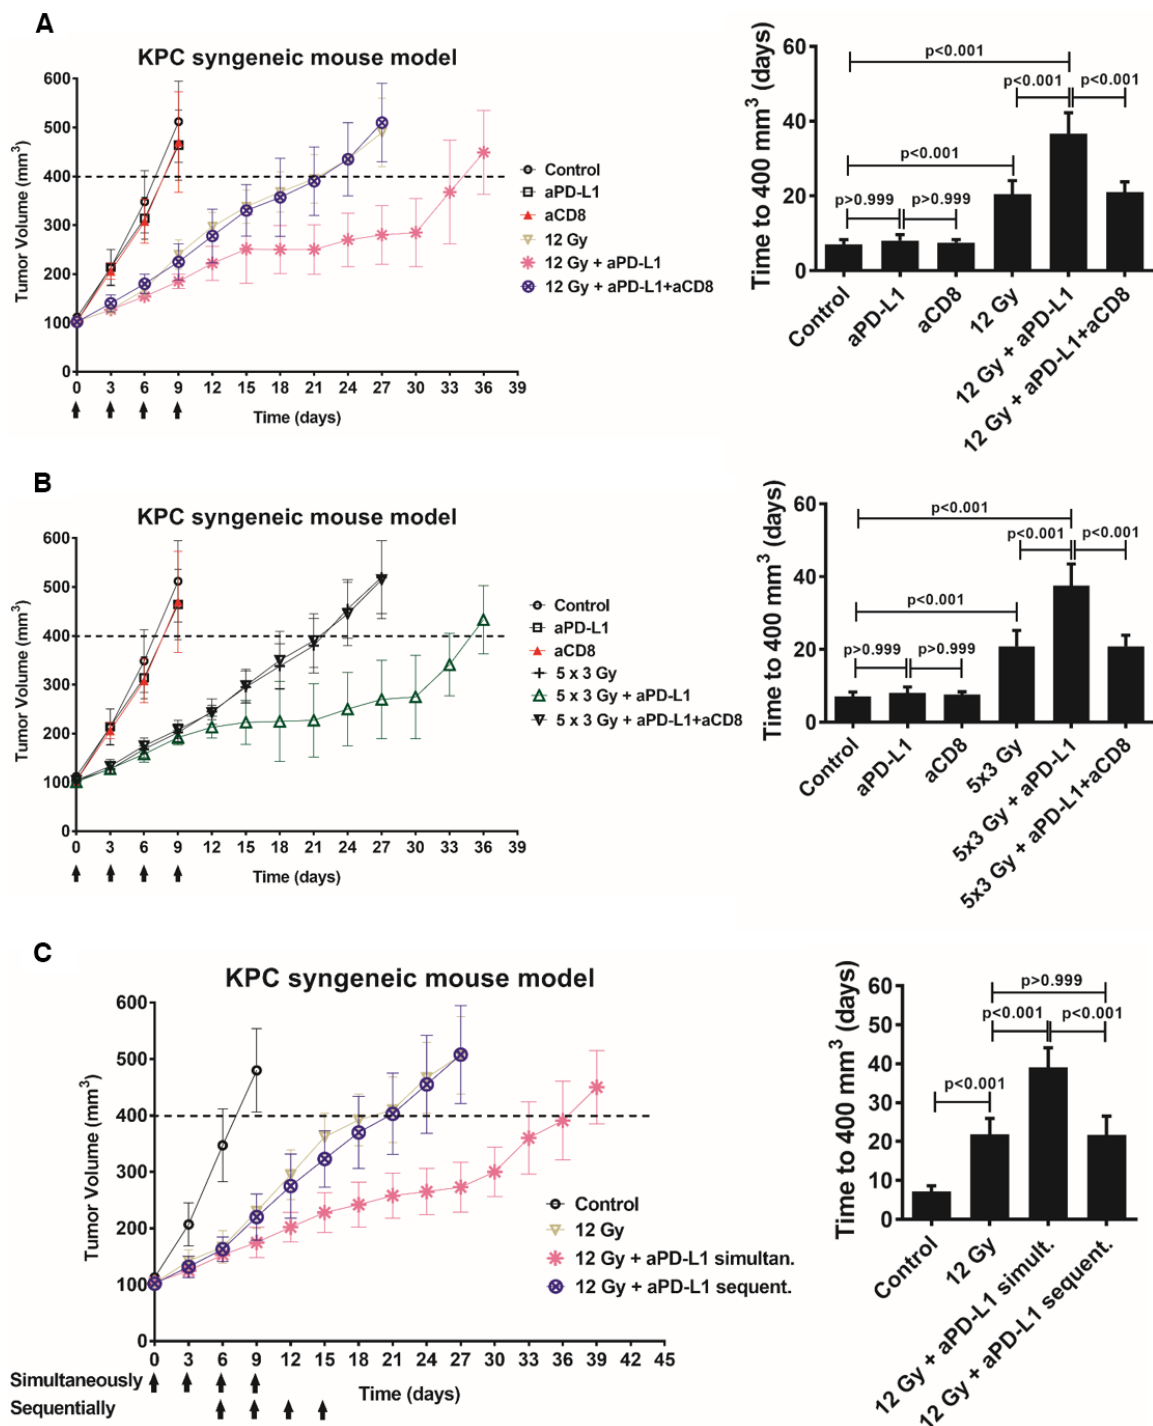 A
KPC syngeneic mouse model
Tumor Volume (mm³)
600
500
400
300
200
100
0
0 3 6 9 12 15 18 21 24 27 30 33 36 39
Time (days)
Control
aPD-L1
aCD8
12 Gy
12 Gy + aPD-L1
12 Gy + aPD-L1+aCD8
Time to 400 mm³ (days)
60
40
20
0
p<0.001
p<0.001 p<0.001
p<0.001
p>0.999 p>0.999
Control
aPD-L1
aCD8
12 Gy
12 Gy + aPD-L1
12 Gy + aPD-L1+aCD8
B
KPC syngeneic mouse model
Tumor Volume (mm³)
600
500
400
300
200
100
0
0 3 6 9 12 15 18 21 24 27 30 33 36 39
Time (days)
Control
aPD-L1
aCD8
5 x 3 Gy
5 x 3 Gy + aPD-L1
5 x 3 Gy + aPD-L1+aCD8
Time to 400 mm³ (days)
60
40
20
0
p<0.001
p<0.001 p<0.001
p<0.001
p>0.999 p>0.999
Control
aPD-L1
aCD8
5x3 Gy
5x3 Gy + aPD-L1
5x3 Gy + aPD-L1+aCD8
C
KPC syngeneic mouse model
Tumor Volume (mm³)
600
500
400
300
200
100
0
0 3 6 9 12 15 18 21 24 27 30 33 36 39 42 45
Simultaneously
Time (days)
Sequentially
Control
12 Gy
12 Gy + aPD-L1 simultan.
12 Gy + aPD-L1 sequent.
Time to 400 mm³ (days)
60
50
40
30
20
10
0
p>0.999
p<0.001 p<0.001
p<0.001
Control
12 Gy
12 Gy + aPD-L1 simult.
12 Gy + aPD-L1 sequent.